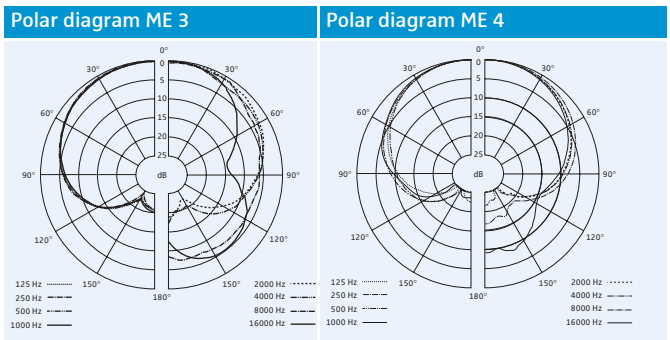 Polar diagram ME 3
0°
30° 0 30°
5
10
60° 15 60°
20
25
90° dB 90°
120° 120°
125 Hz 150° 150° 2000 Hz
250 Hz 180° 4000 Hz
500 Hz 8000 Hz
1000 Hz 16000 Hz
Polar diagram ME 4
0°
30° 0 30°
5
10
60° 15 60°
20
25
90° dB 90°
120° 120°
125 Hz 150° 150° 2000 Hz
250 Hz 180° 4000 Hz
500 Hz 8000 Hz
1000 Hz 16000 Hz